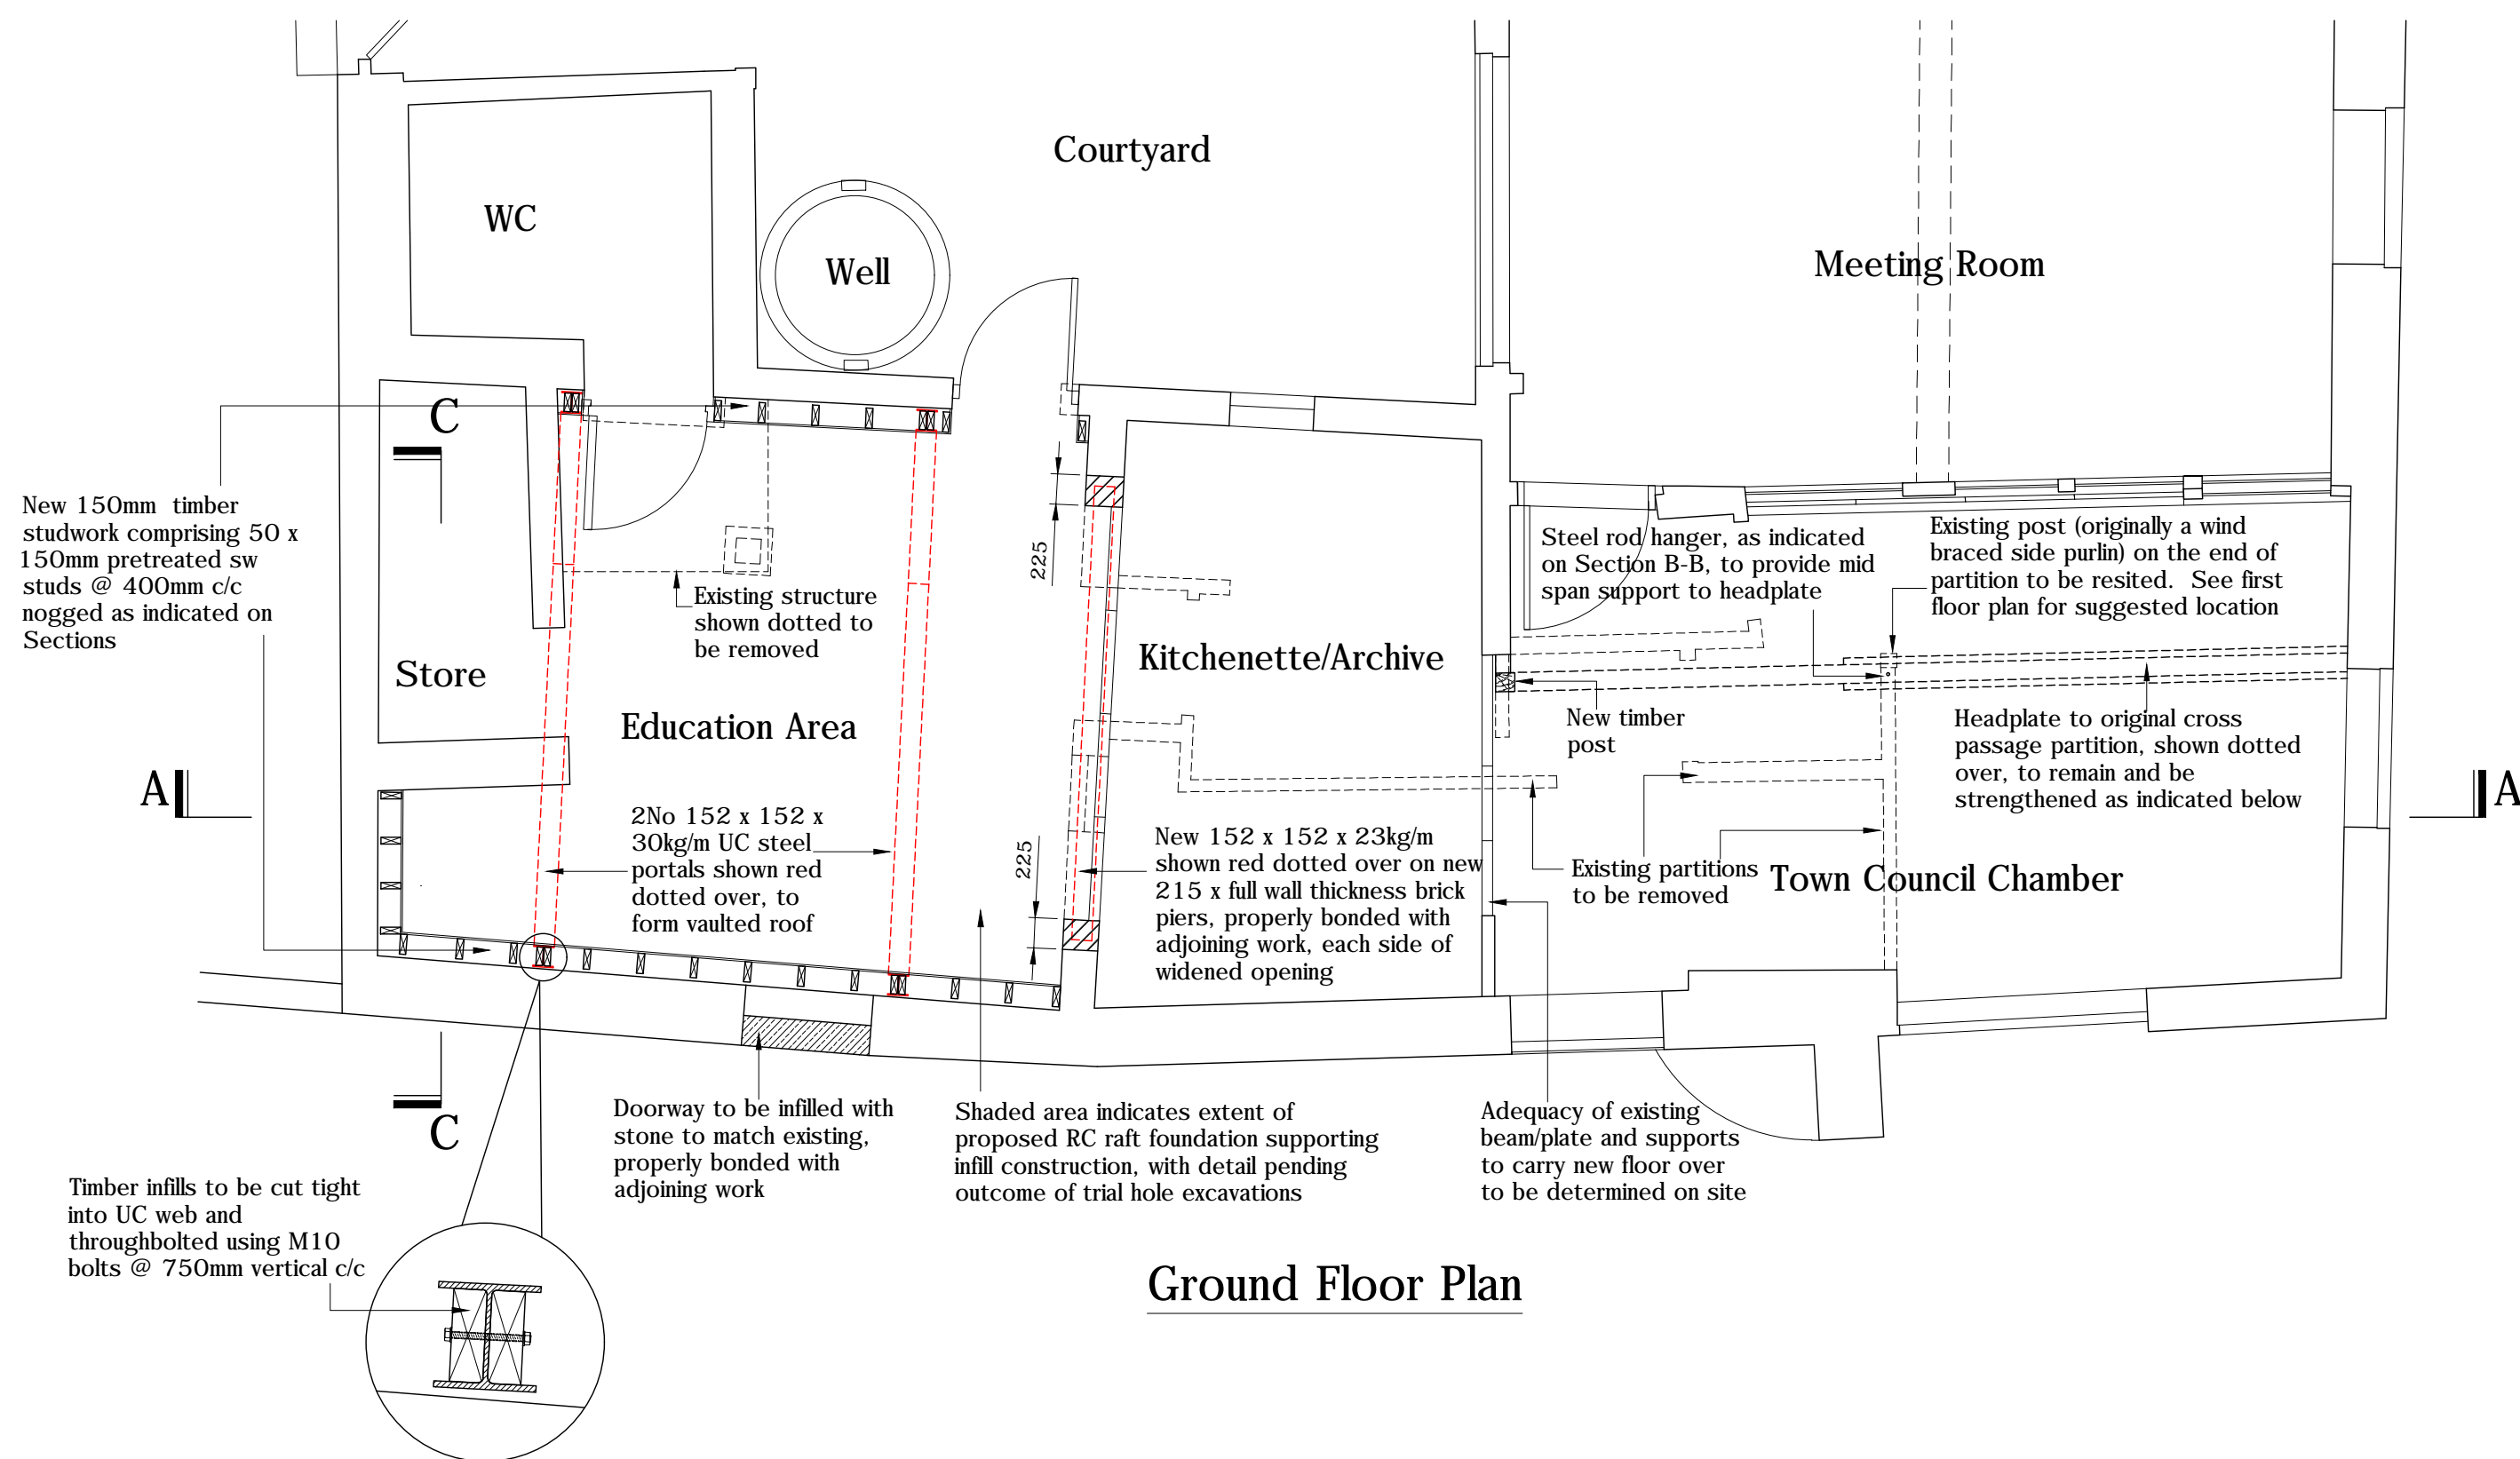 Courtyard
WC
Well
Meeting Room
C
New 150mm timber
studwork comprising 50 x
150mm pretreated sw
studs @ 400mm c/c
nogged as indicated on
Sections
225
Steel rod hanger, as indicated
on Section B-B, to provide mid
span support to headplate
Existing post (originally a wind
braced side purlin) on the end of
partition to be resited. See first
floor plan for suggested location
Existing structure
shown dotted to
be removed
Store
Kitchenette/Archive
Education Area
New timber
post
Headplate to original cross
passage partition, shown dotted
over, to remain and be
strengthened as indicated below
A
A
2No 152 x 152 x
30kg/m UC steel
portals shown red
dotted over, to
form vaulted roof
225
New 152 x 152 x 23kg/m
shown red dotted over on new
215 x full wall thickness brick
piers, properly bonded with
adjoining work, each side of
widened opening
Existing partitions
to be removed
Town Council Chamber
C
Doorway to be infilled with
stone to match existing,
properly bonded with
adjoining work
Shaded area indicates extent of
proposed RC raft foundation supporting
infill construction, with detail pending
outcome of trial hole excavations
Adequacy of existing
beam/plate and supports
to carry new floor over
to be determined on site
Timber infills to be cut tight
into UC web and
throughbolted using M10
bolts @ 750mm vertical c/c
Ground Floor Plan